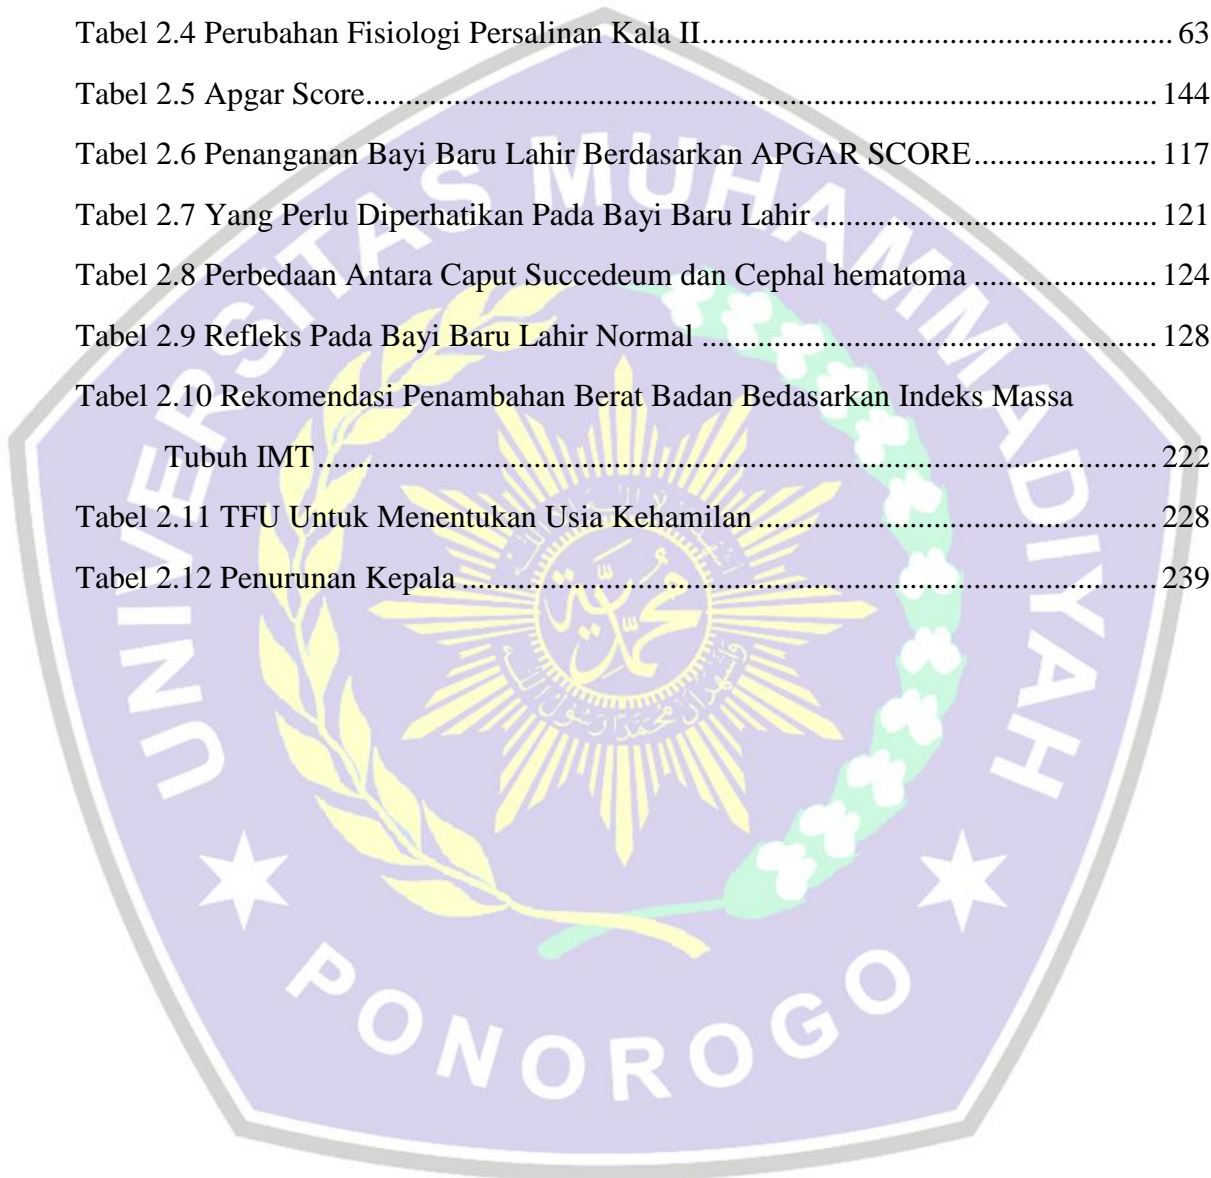 Tabel 2.4 Perubahan Fisiologi Persalinan Kala II.................................................................. 63
Tabel 2.5 Apgar Score.................................................................................................. 144
Tabel 2.6 Penanganan Bayi Baru Lahir Berdasarkan APGAR SCORE....................... 117
Tabel 2.7 Yang Perlu Diperhatikan Pada Bayi Baru Lahir........................................... 121
Tabel 2.8 Perbedaan Antara Caput Succedeum dan Cephal hematoma ....................... 124
Tabel 2.9 Refleks Pada Bayi Baru Lahir Normal ......................................................... 128
Tabel 2.10 Rekomendasi Penambahan Berat Badan Bedasarkan Indeks Massa
Tubuh IMT........................................................................................................ 222
Tabel 2.11 TFU Untuk Menentukan Usia Kehamilan .................................................. 228
Tabel 2.12 Penurunan Kepala ....................................................................................... 239
UNIVERSITAS MUHAMMADIYAH
PONOROGO
محمدية